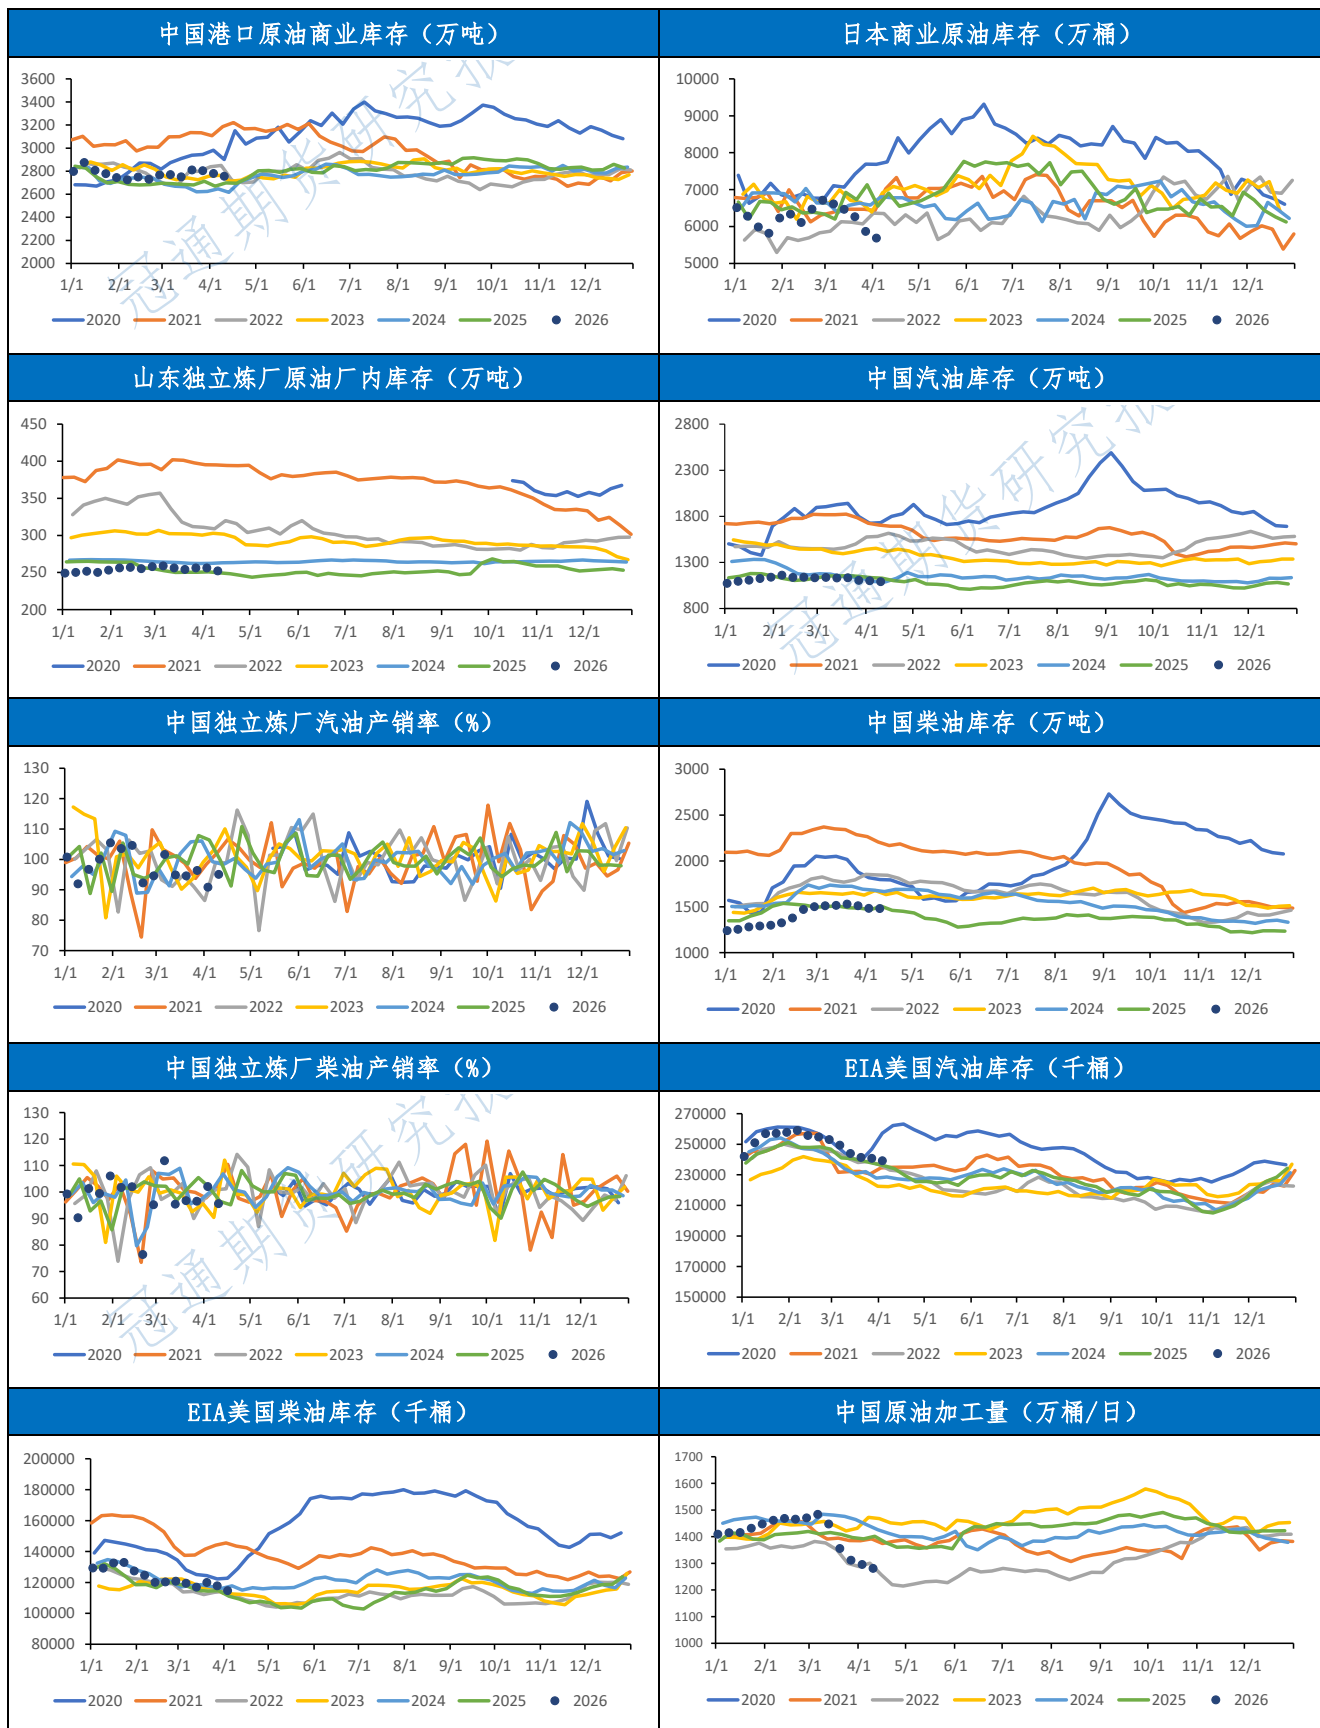 中国港口原油商业库存（万吨）
3600
3400
3200
3000
2800
2600
2400
2200
2000
1/1 2/1 3/1 4/1 5/1 6/1 7/1 8/1 9/1 10/1 11/1 12/1
2020 2021 2022 2023 2024 2025 2026
日本商业原油库存（万桶）
10000
9000
8000
7000
6000
5000
1/1 2/1 3/1 4/1 5/1 6/1 7/1 8/1 9/1 10/1 11/1 12/1
2020 2021 2022 2023 2024 2025 2026
山东独立炼厂原油厂内库存（万吨）
450
400
350
300
250
200
1/1 2/1 3/1 4/1 5/1 6/1 7/1 8/1 9/1 10/1 11/1 12/1
2020 2021 2022 2023 2024 2025 2026
中国汽油库存（万吨）
2800
2300
1800
1300
800
1/1 2/1 3/1 4/1 5/1 6/1 7/1 8/1 9/1 10/1 11/1 12/1
2020 2021 2022 2023 2024 2025 2026
中国独立炼厂汽油产销率（%）
130
120
110
100
90
80
70
1/1 2/1 3/1 4/1 5/1 6/1 7/1 8/1 9/1 10/1 11/1 12/1
2020 2021 2022 2023 2024 2025 2026
中国柴油库存（万吨）
3000
2500
2000
1500
1000
1/1 2/1 3/1 4/1 5/1 6/1 7/1 8/1 9/1 10/1 11/1 12/1
2020 2021 2022 2023 2024 2025 2026
中国独立炼厂柴油产销率（%）
130
120
110
100
90
80
70
60
1/1 2/1 3/1 4/1 5/1 6/1 7/1 8/1 9/1 10/1 11/1 12/1
2020 2021 2022 2023 2024 2025 2026
EIA美国汽油库存（千桶）
270000
250000
230000
210000
190000
170000
150000
1/1 2/1 3/1 4/1 5/1 6/1 7/1 8/1 9/1 10/1 11/1 12/1
2020 2021 2022 2023 2024 2025 2026
EIA美国柴油库存（千桶）
200000
180000
160000
140000
120000
100000
80000
1/1 2/1 3/1 4/1 5/1 6/1 7/1 8/1 9/1 10/1 11/1 12/1
2020 2021 2022 2023 2024 2025 2026
中国原油加工量（万桶/日）
1700
1600
1500
1400
1300
1200
1100
1000
1/1 2/1 3/1 4/1 5/1 6/1 7/1 8/1 9/1 10/1 11/1 12/1
2020 2021 2022 2023 2024 2025 2026
冠通期货研究报
冠通期货研究报
冠通期货研究报